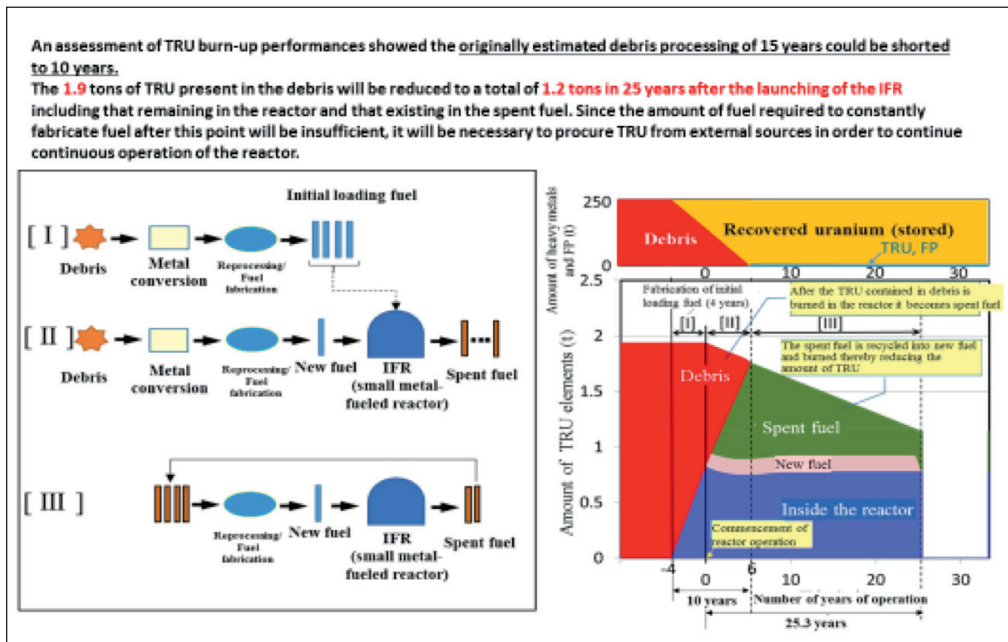 An assessment of TRU burn-up performances showed the originally estimated debris processing of 15 years could be shorted
to 10 years.
The 1.9 tons of TRU present in the debris will be reduced to a total of 1.2 tons in 25 years after the launching of the IFR
including that remaining in the reactor and that existing in the spent fuel. Since the amount of fuel required to constantly
fabricate fuel after this point will be insufficient, it will be necessary to procure TRU from external sources in order to continue
continuous operation of the reactor.
Initial loading fuel
[ I ]
Debris
Metal
conversion
Reprocessing/
Fuel
fabrication
[ II ]
Debris
Metal
conversion
Reprocessing/
Fuel
fabrication
New fuel
IFR
(small metal-
fueled reactor)
Spent fuel
[ III ]
Reprocessing/
Fuel
fabrication
New fuel
IFR
(small metal-
fueled reactor)
Spent fuel
Amount of heavy metals
and FP (t)
250
0
Debris
Recovered uranium (stored)
TRU, FP
0
10
20
30
Amount of TRU elements (t)
2.5
2
1.5
1
0.5
0
Fabrication of initial
loading fuel (4 years)
After the TRU contained in debris is
burned in the reactor it becomes spent fuel
[I]
[II]
[III]
The spent fuel is recycled into new fuel
and burned thereby reducing the
amount of TRU
Debris
Spent fuel
New fuel
Inside the reactor
Commencement of
reactor operation
-4
0
6
10
20
30
10 years
Number of years of operation
25.3 years